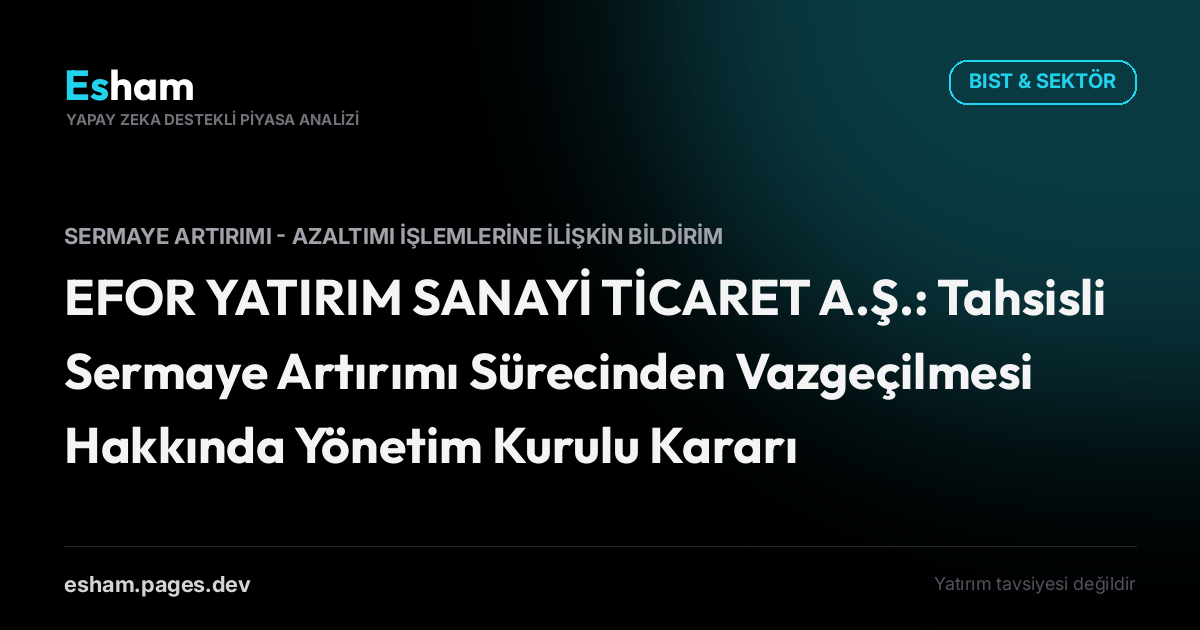 Esham
YAPAY ZEKA DESTEKLİ PİYASA ANALİZİ
BIST & SEKTÖR
SERMAYE ARTIRIMI - AZALTIMI İŞLEMLERİNE İLİŞKİN BİLDİRİM
EFOR YATIRIM SANAYİ TİCARET A.Ş.: Tahsisli
Sermaye Artırımı Sürecinden Vazgeçilmesi
Hakkında Yönetim Kurulu Kararı
esham.pages.dev
Yatırım tavsiyesi değildir